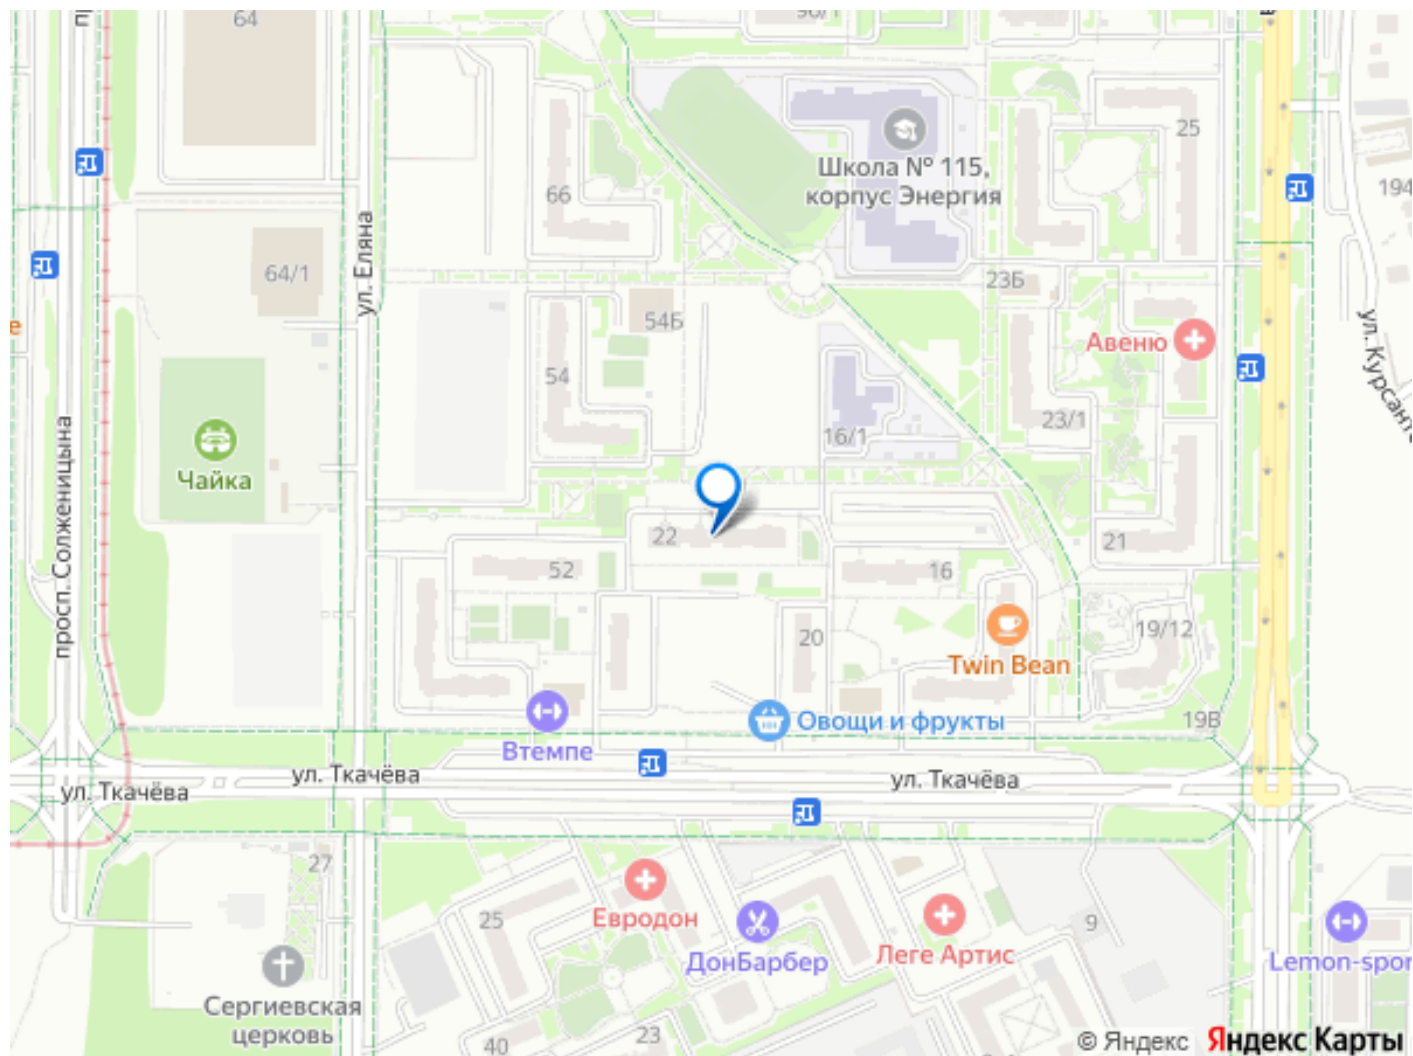 64
96/1
25
Школа № 115,
корпус Энергия
66
194
64/1
ул. Еляна
23Б
54Б
Авеню
ул. Курсанто
54
23/1
16/1
Чайка
просп. Солженицына
22
21
52
16
20
19/12
Twin Bean
19В
Овощи и фрукты
Втемпе
ул. Ткачёва
ул. Ткачёва
ул. Ткачёва
27
Евродон
25
9
ДонБарбер
Леге Артис
Lemon-spor
Сергиевская
церковь
23
40
© Яндекс
Яндекс Карты